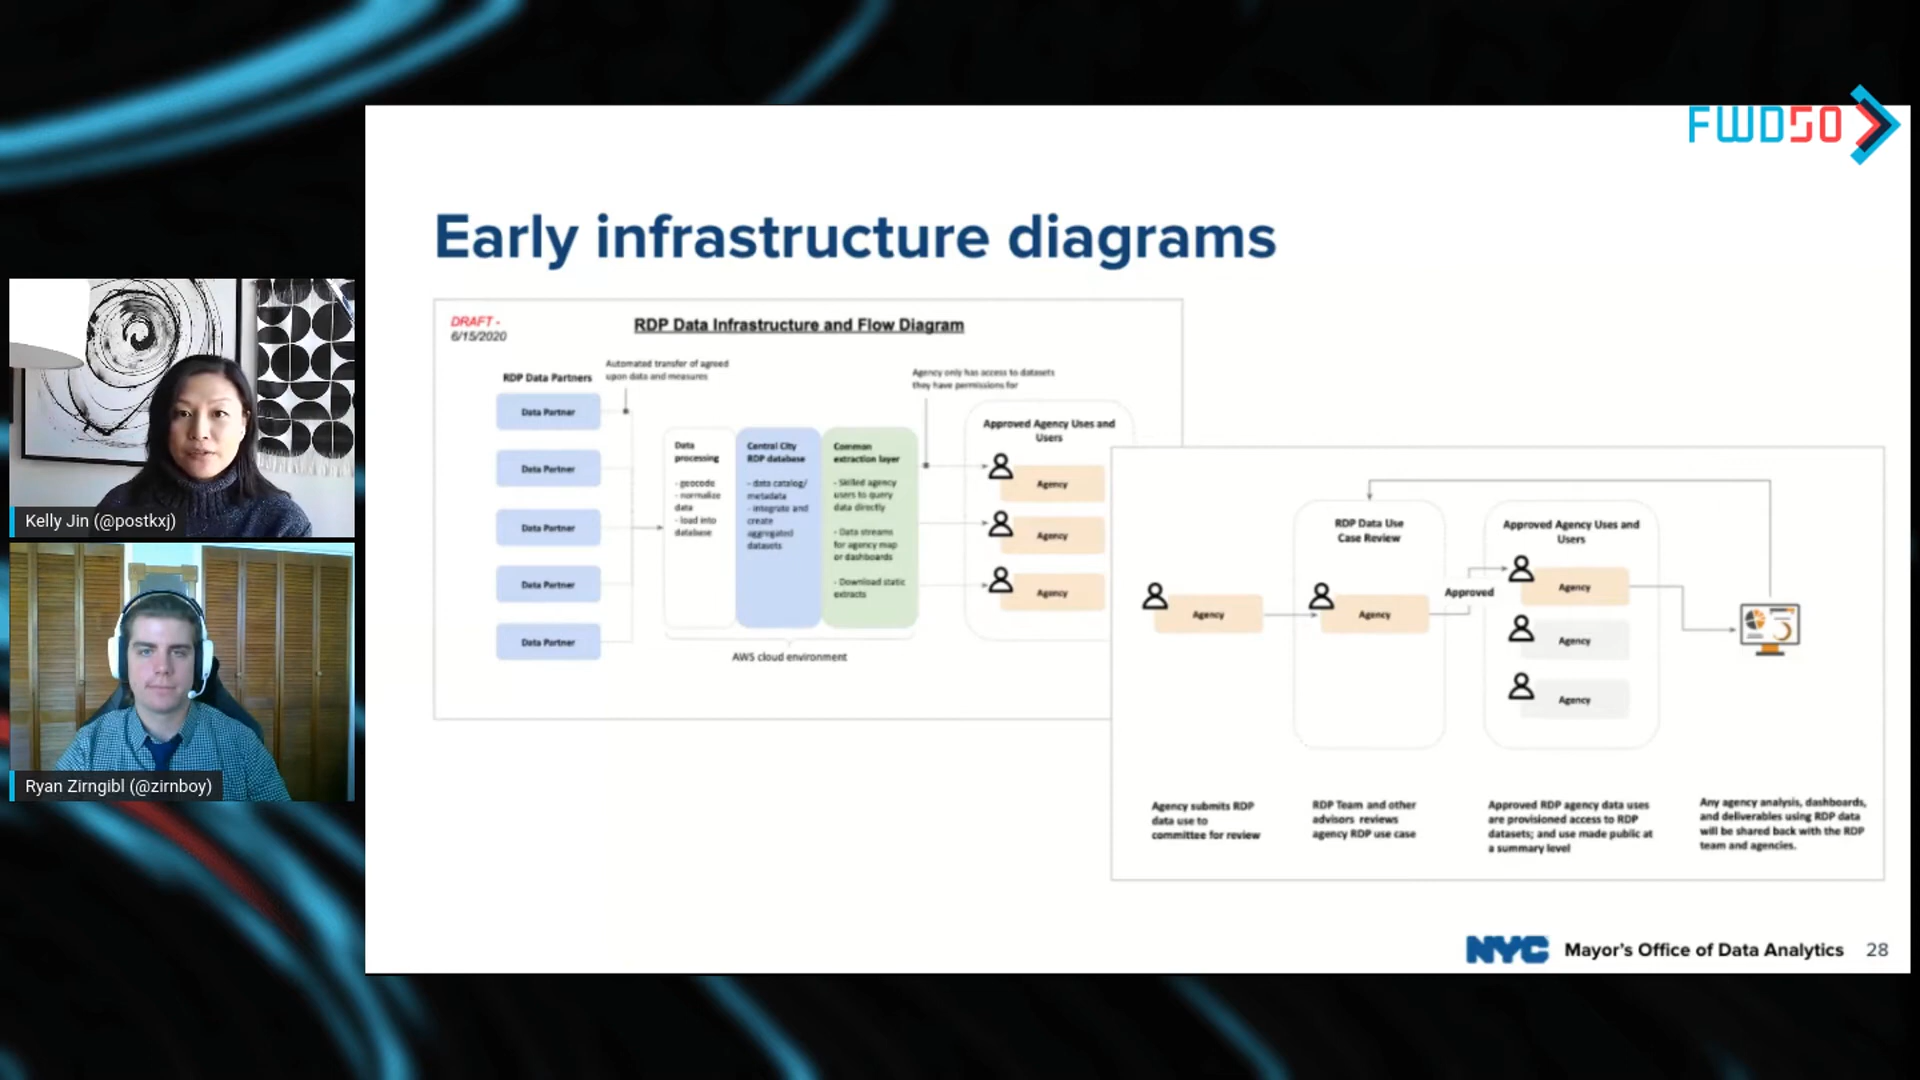 FWD50
Early infrastructure diagrams
DRAFT -
6/15/2020
RDP Data Infrastructure and Flow Diagram
Automated transfer of agreed
upon data and measures
RDP Data Partners
Data Partner
Data Partner
Data Partner
Data Partner
Data Partner
Data
processing
- geocode
- normalize
data
- load into
database
Central City
RDP database
- data catalog/
metadata
- integrate and
create
aggregated
datasets
Common
extraction layer
- Skilled agency
users to query
data directly
- Data streams
for agency map
or dashboards
- Download static
extracts
AWS cloud environment
Agency only has access to datasets
they have permissions for
Approved Agency Uses and
Users
Agency
Agency
Agency
Agency
RDP Data Use
Case Review
Agency
Approved
Approved Agency Uses and
Users
Agency
Agency
Agency
Agency submits RDP
data use to
committee for review
RDP Team and other
advisors reviews
agency RDP use case
Approved RDP agency data uses
are provisioned access to RDP
datasets; and use made public at
a summary level
Any agency analysis, dashboards,
and deliverables using RDP data
will be shared back with the RDP
team and agencies.
NYC Mayor's Office of Data Analytics 28
Kelly Jin (@postkxj)
Ryan Zirngibl (@zirnboy)